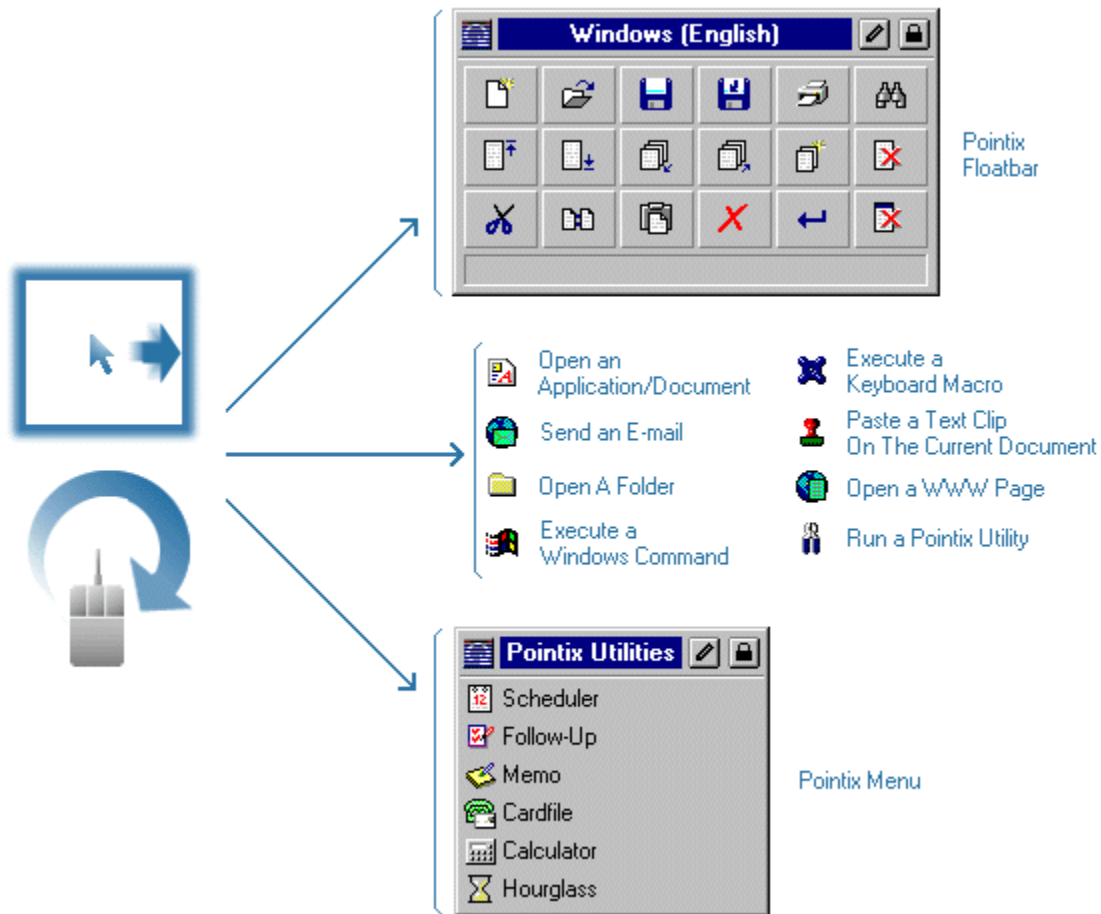 Windows (English)
Pointix
Floatbar
Open an
Application/Document
Send an E-mail
Open A Folder
Execute a
Windows Command
Execute a
Keyboard Macro
Paste a Text Clip
On The Current Document
Open a WWW Page
Run a Pointix Utility
Pointix Utilities
12
Scheduler
Follow-Up
Memo
Cardfile
Calculator
Hourglass
Pointix Menu